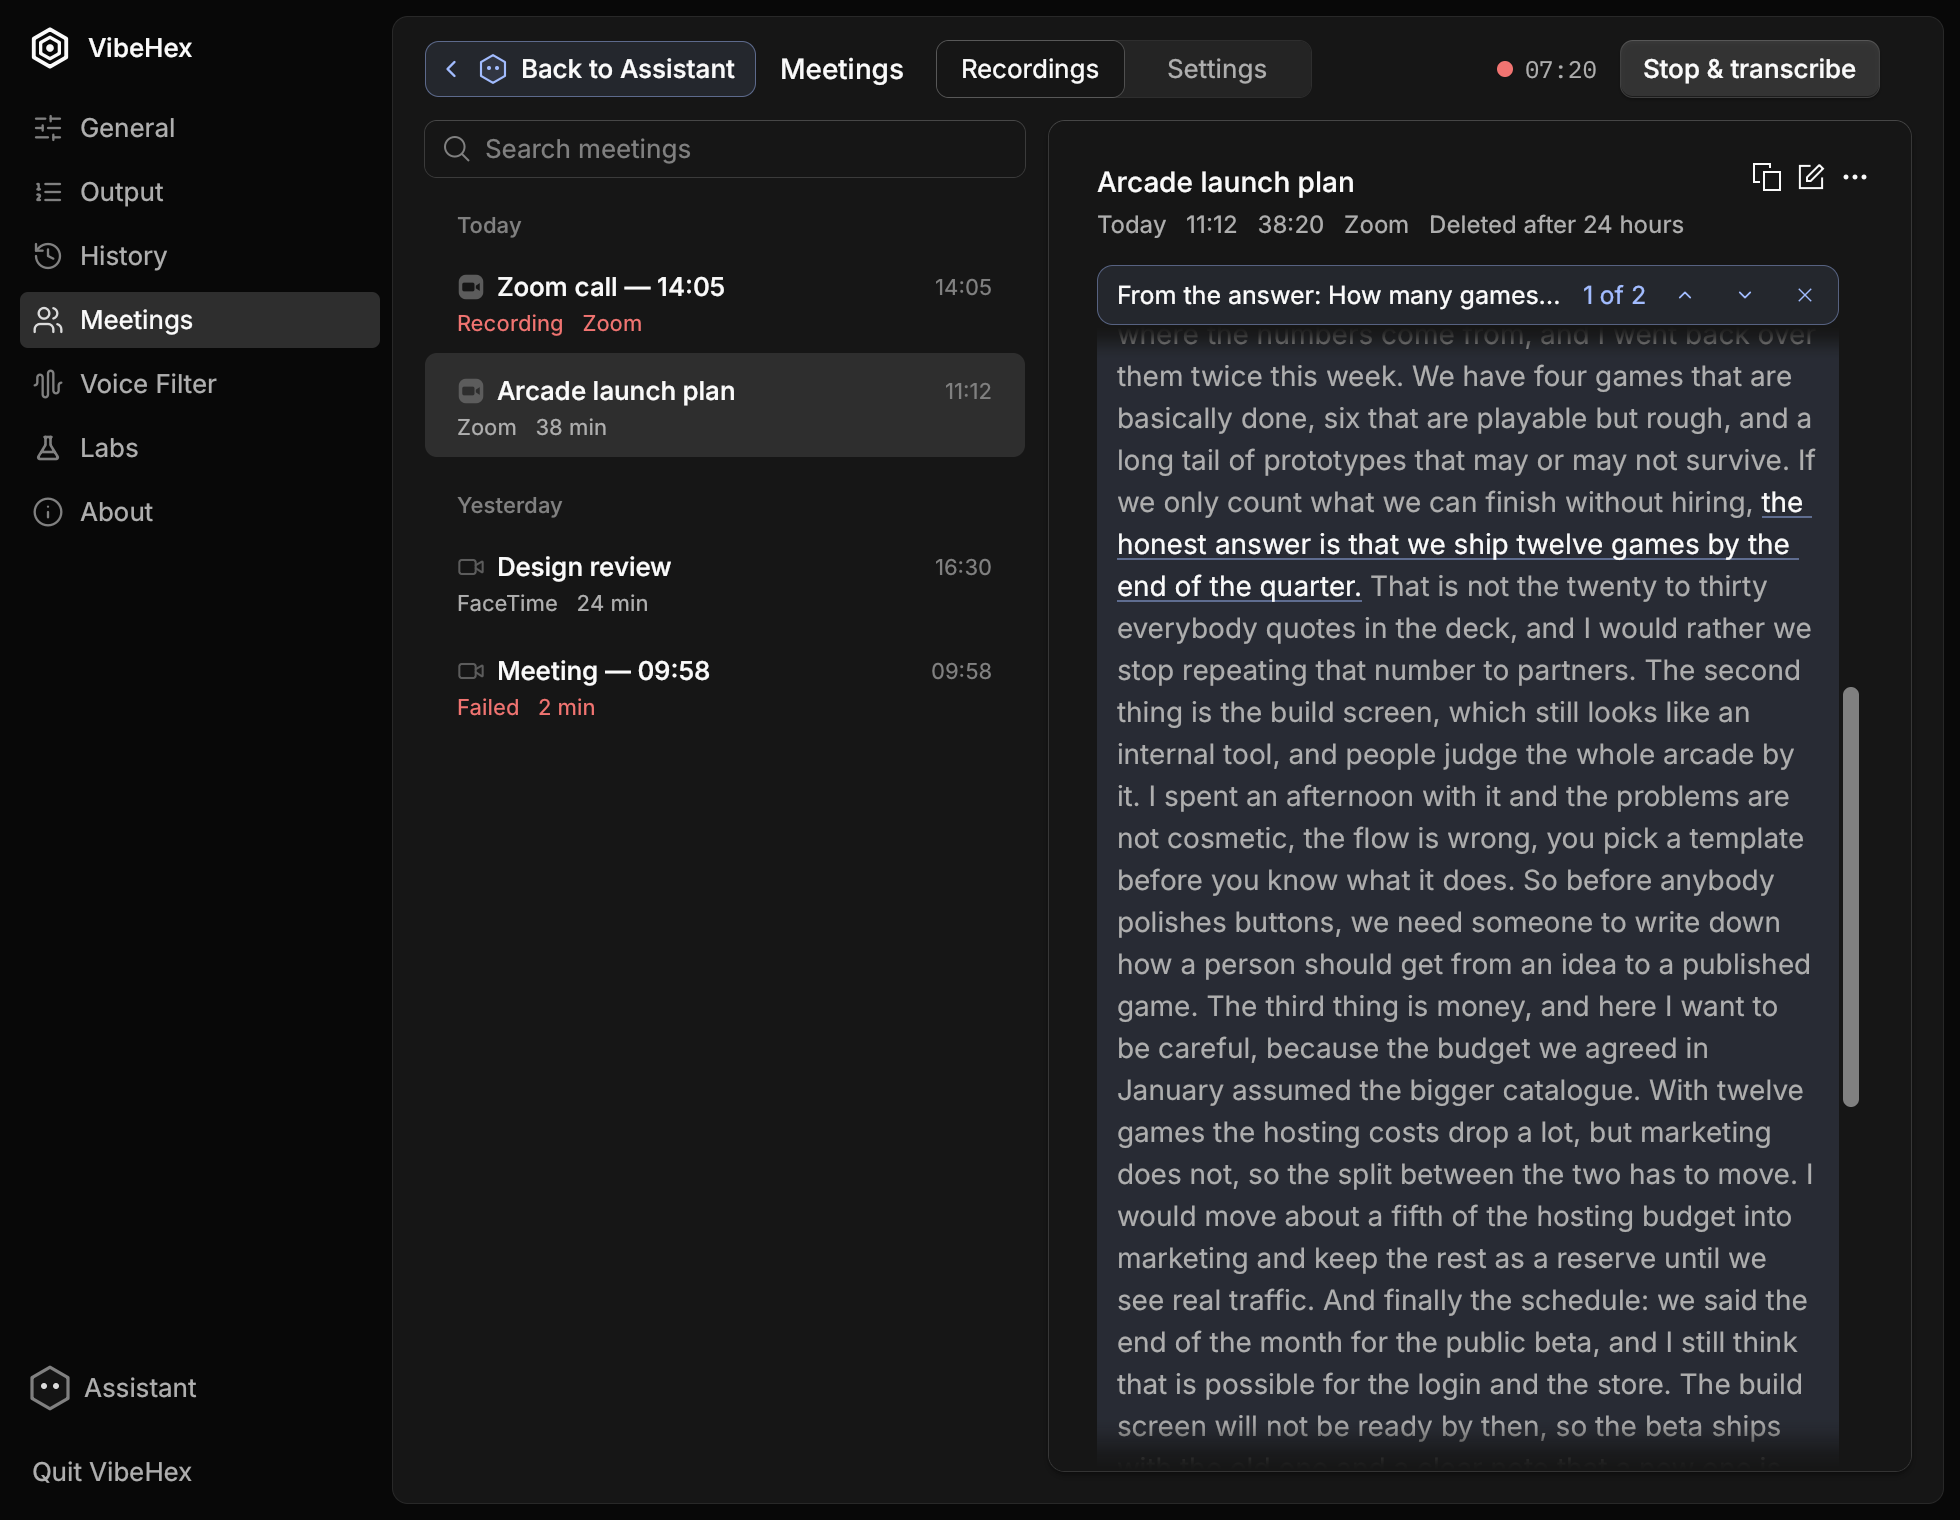 VibeHex
General
Output
History
Meetings
Voice Filter
Labs
About
Assistant
Quit VibeHex
Back to Assistant
Meetings
Recordings
Settings
07:20
Stop & transcribe
Search meetings
Today
Zoom call — 14:05
14:05
Recording Zoom
Arcade launch plan
11:12
Zoom 38 min
Yesterday
Design review
16:30
FaceTime 24 min
Meeting — 09:58
09:58
Failed 2 min
Arcade launch plan
Today 11:12 38:20 Zoom Deleted after 24 hours
From the answer: How many games... 1 of 2
where the numbers come from, and I went back over
them twice this week. We have four games that are
basically done, six that are playable but rough, and a
long tail of prototypes that may or may not survive. If
we only count what we can finish without hiring, the
honest answer is that we ship twelve games by the
end of the quarter. That is not the twenty to thirty
everybody quotes in the deck, and I would rather we
stop repeating that number to partners. The second
thing is the build screen, which still looks like an
internal tool, and people judge the whole arcade by
it. I spent an afternoon with it and the problems are
not cosmetic, the flow is wrong, you pick a template
before you know what it does. So before anybody
polishes buttons, we need someone to write down
how a person should get from an idea to a published
game. The third thing is money, and here I want to
be careful, because the budget we agreed in
January assumed the bigger catalogue. With twelve
games the hosting costs drop a lot, but marketing
does not, so the split between the two has to move. I
would move about a fifth of the hosting budget into
marketing and keep the rest as a reserve until we
see real traffic. And finally the schedule: we said the
end of the month for the public beta, and I still think
that is possible for the login and the store. The build
screen will not be ready by then, so the beta ships